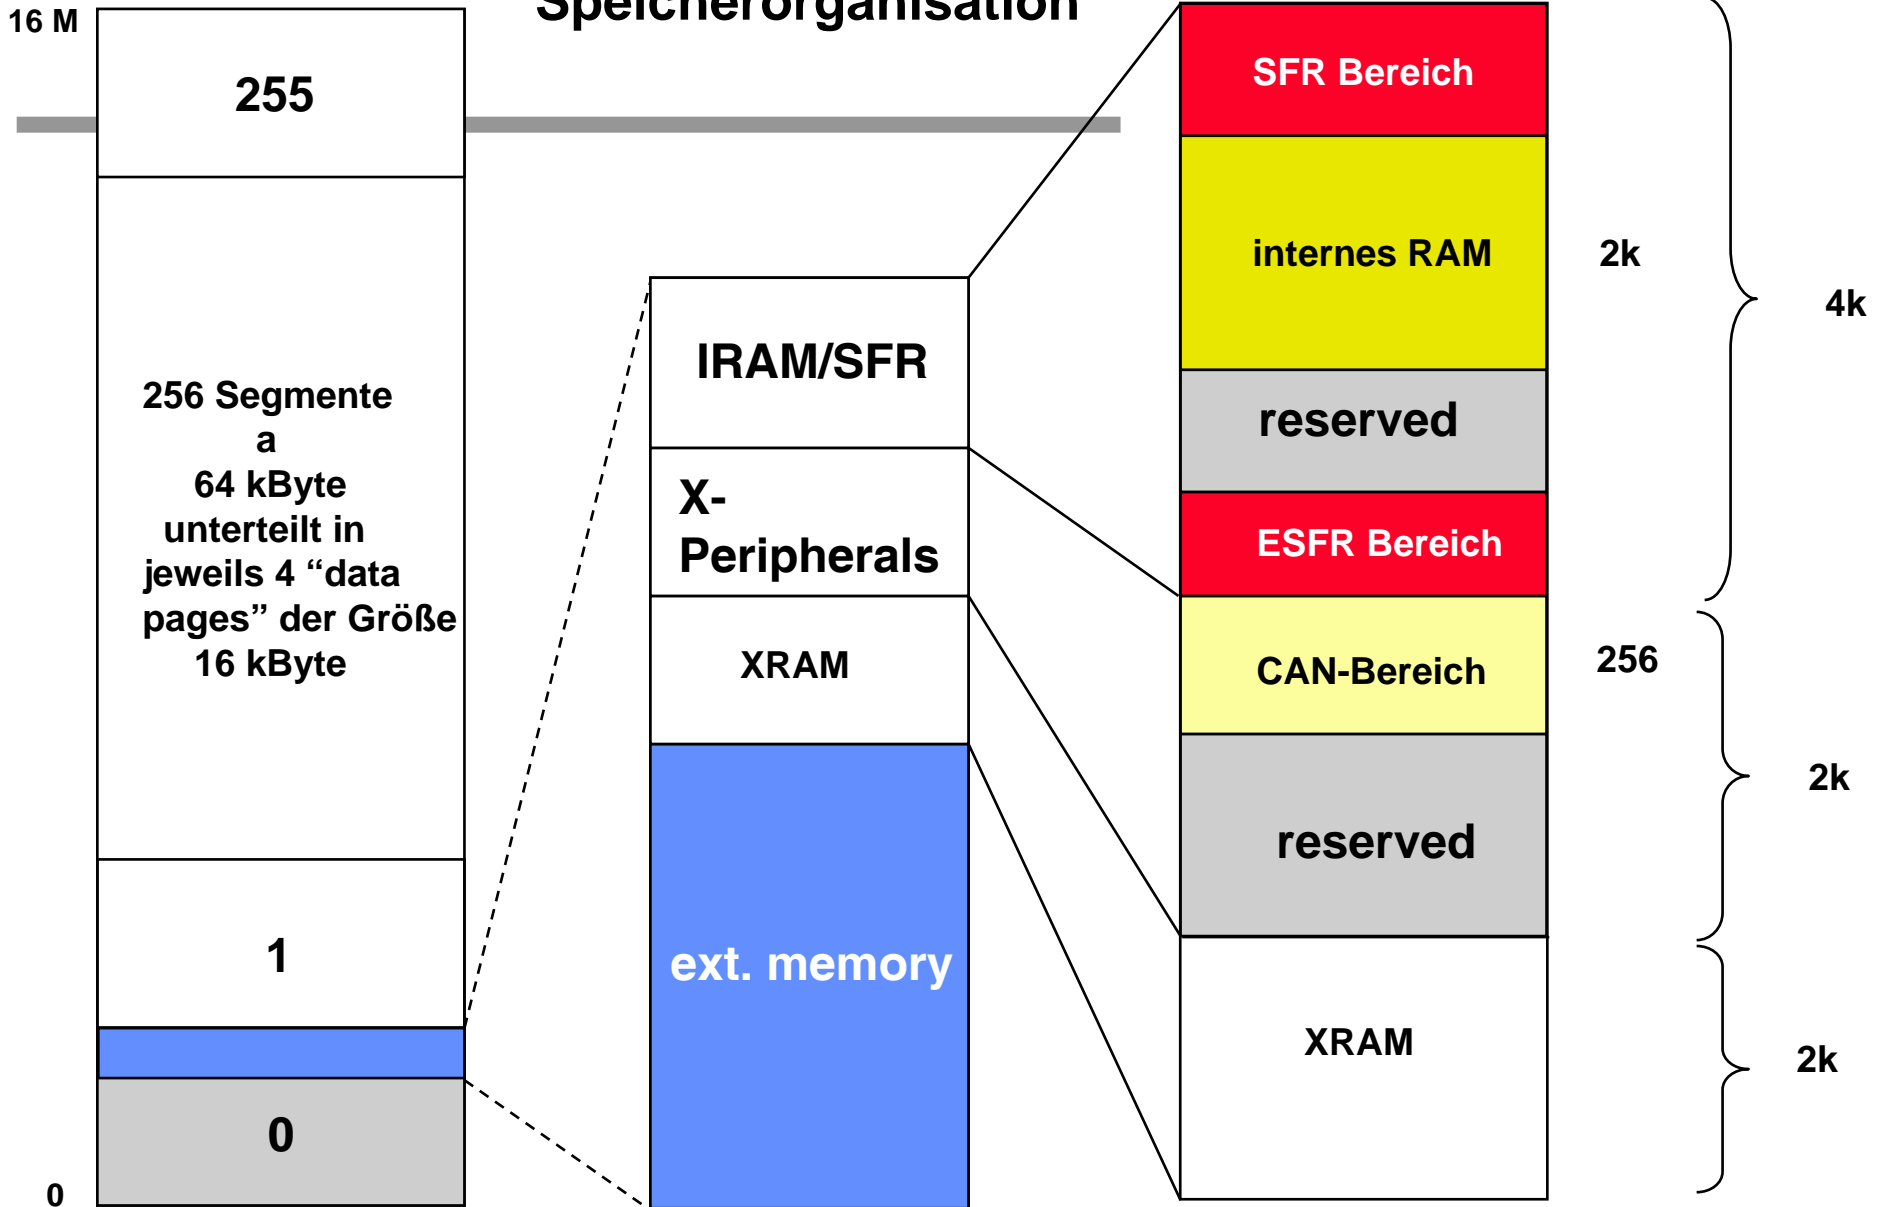 Speicherorganisation
16 M
255
256 Segmente
a
64 kByte
unterteilt in
jeweils 4 “data
pages” der Größe
16 kByte
1
0
0
IRAM/SFR
X-
Peripherals
XRAM
ext. memory
SFR Bereich
internes RAM
reserved
ESFR Bereich
CAN-Bereich
reserved
XRAM
2k
256
4k
2k
2k